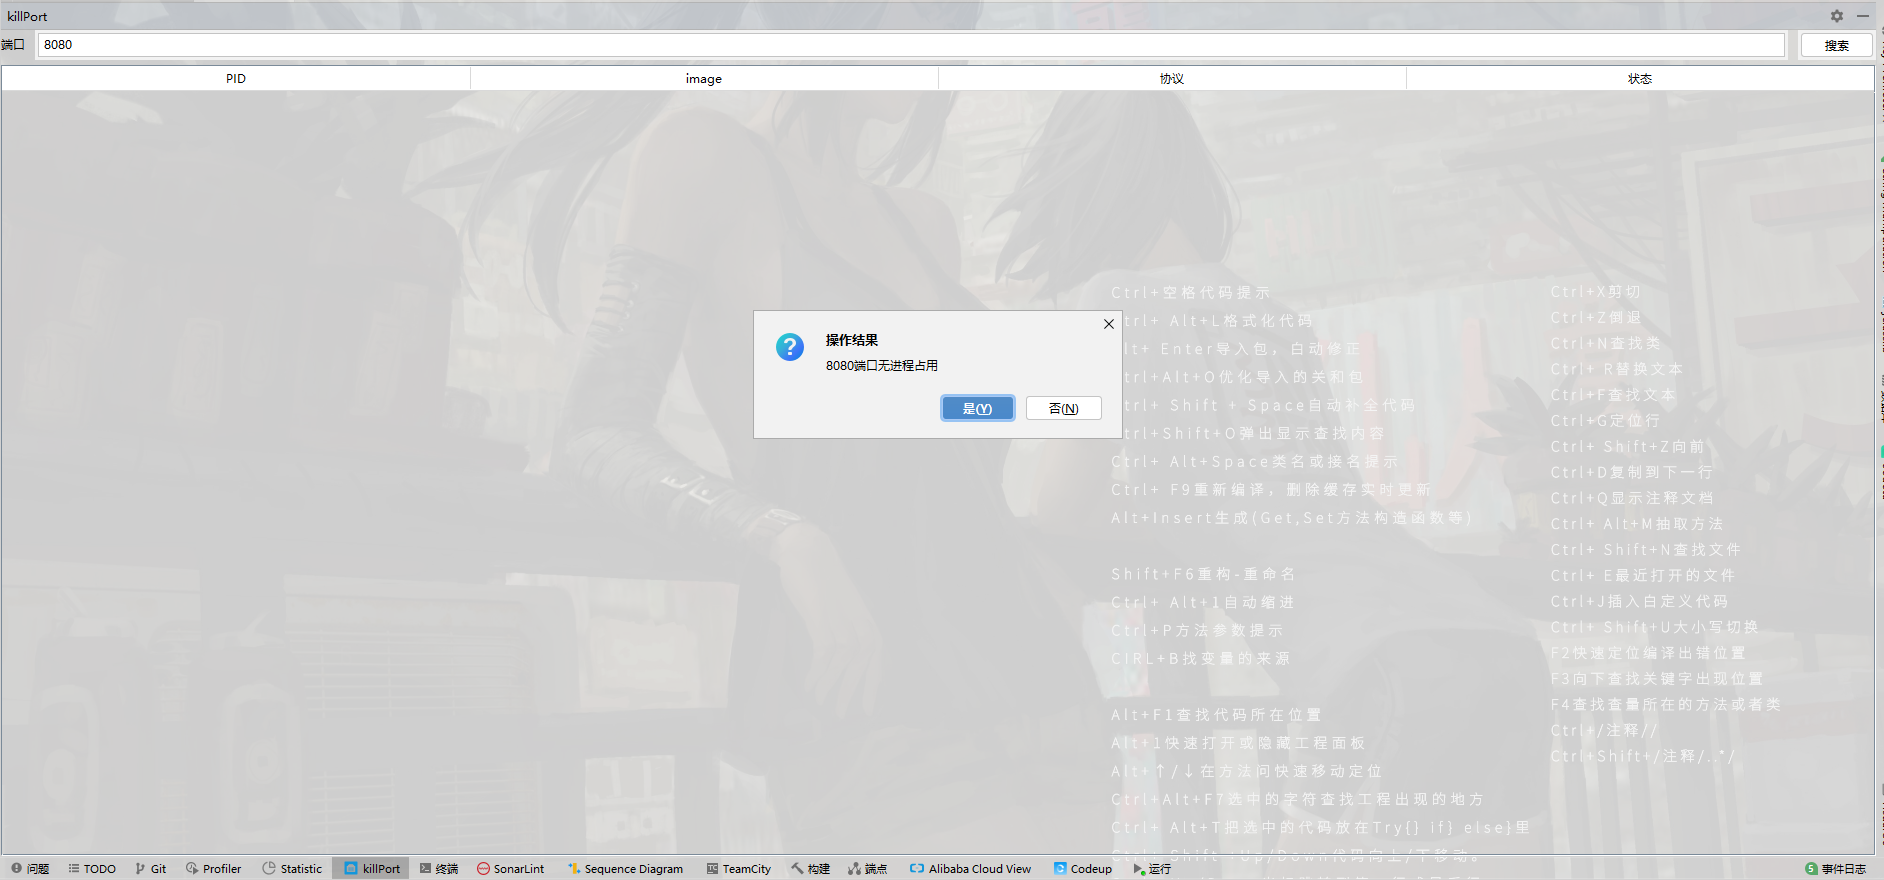 killPort
端口 8080 搜索
PID image 协议 状态
操作结果
8080端口无进程占用
是(Y) 否(N)
Ctrl+空格代码提示
trl+ Alt+L格式化代码
lt+ Enter导入包，自动修正
trl+Alt+O优化导入的关和包
trl+ Shift + Space自动补全代码
trl+Shift+O弹出显示查找内容
Ctrl+ Alt+Space类名或接名提示
Ctrl+ F9重新编译，删除缓存实时更新
Alt+Insert生成(Get,Set方法构造函数等)
Shift+F6重构-重命名
Ctrl+ Alt+1自动缩进
Ctrl+P方法参数提示
CIRL+B找变量的来源
Alt+F1查找代码所在位置
Alt+1快速打开或隐藏工程面板
Alt+↑/↓在方法问快速移动定位
Ctrl+Alt+F7选中的字符查找工程出现的地方
Ctrl+ Alt+T把选中的代码放在Try{} if} else}里
Ctrl+ Shift +Up/Down代码向上/下移动。
Ctrl+X剪切
Ctrl+Z倒退
Ctrl+N查找类
Ctrl+ R替换文本
Ctrl+F查找文本
Ctrl+G定位行
Ctrl+ Shift+Z向前
Ctrl+D复制到下一行
Ctrl+Q显示注释文档
Ctrl+ Alt+M抽取方法
Ctrl+ Shift+N查找文件
Ctrl+ E最近打开的文件
Ctrl+J插入白定义代码
Ctrl+ Shift+U大小写切换
F2快速定位编译出错位置
F3向下查找关键字出现位置
F4查找查量所在的方法或者类
Ctrl+/注释//
Ctrl+Shift+/注释/..*/
问题 TODO Git Profiler Statistic killPort 终端 SonarLint Sequence Diagram TeamCity 构建 端点 Alibaba Cloud View Codeup 运行 5 事件日志